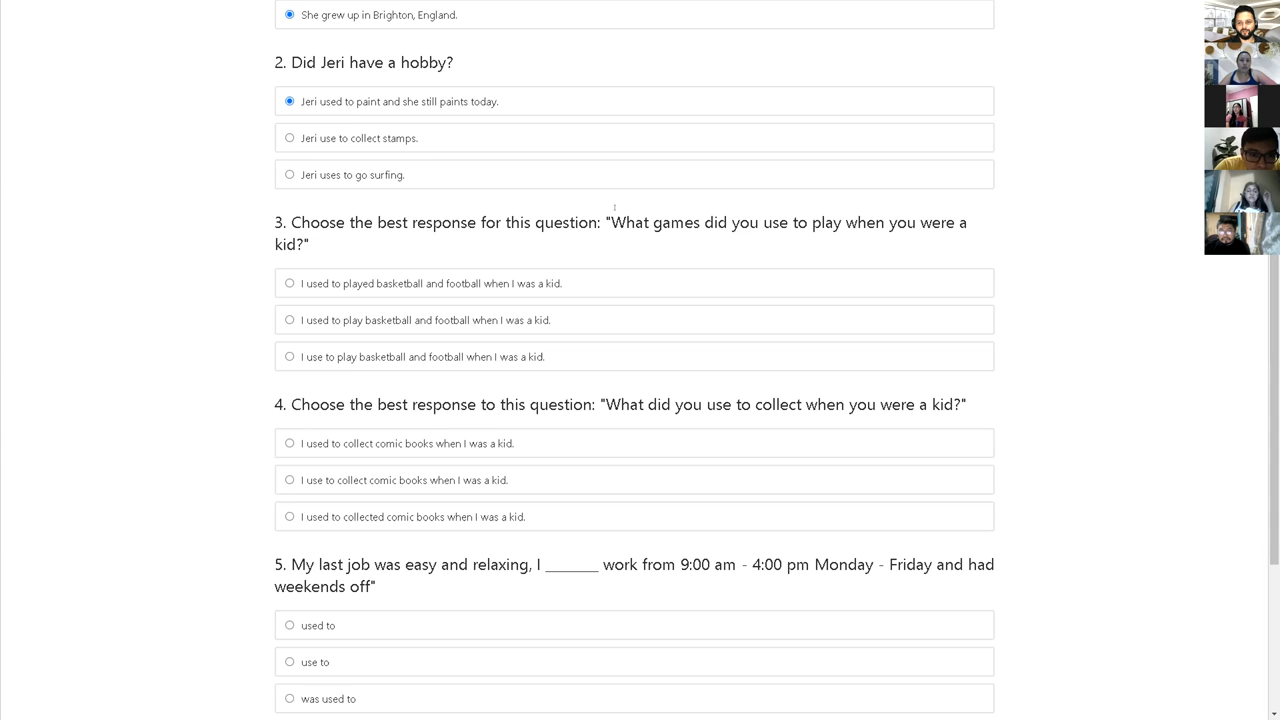 She grew up in Brighton, England.
2. Did Jeri have a hobby?
Jeri used to paint and she still paints today.
Jeri use to collect stamps.
Jeri uses to go surfing.
3. Choose the best response for this question: "What games did you use to play when you were a
kid?"
I used to played basketball and football when I was a kid.
I used to play basketball and football when I was a kid.
I use to play basketball and football when I was a kid.
4. Choose the best response to this question: "What did you use to collect when you were a kid?"
I used to collect comic books when I was a kid.
I use to collect comic books when I was a kid.
I used to collected comic books when I was a kid.
5. My last job was easy and relaxing, I _______ work from 9:00 am - 4:00 pm Monday - Friday and had
weekends off"
used to
use to
was used to